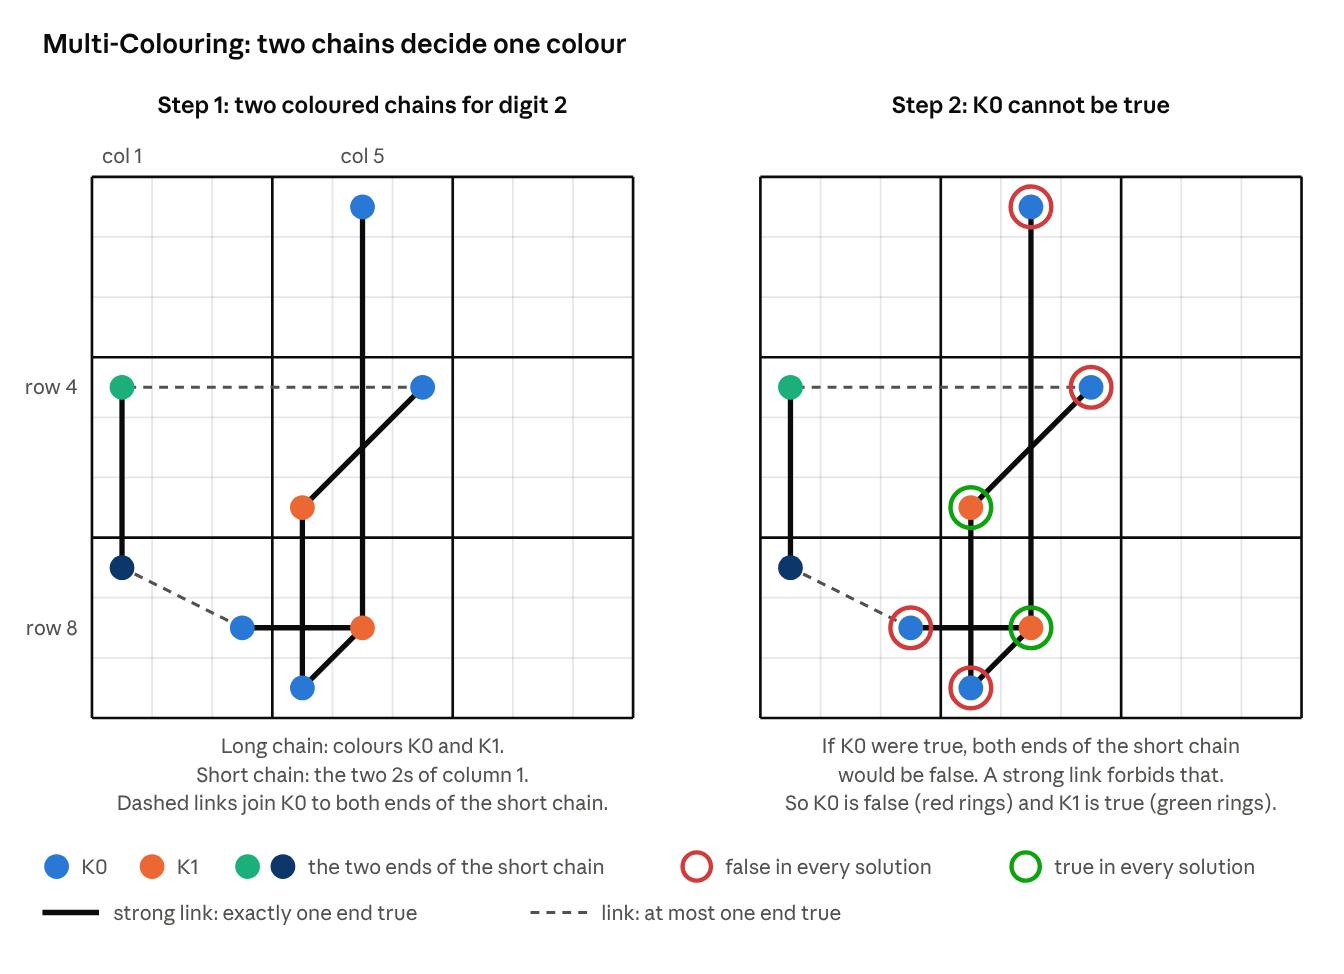 Multi-Colouring: two chains decide one colour
Step 1: two coloured chains for digit 2
Step 2: K0 cannot be true
col 1
col 5
row 4
row 8
Long chain: colours K0 and K1.
Short chain: the two 2s of column 1.
Dashed links join K0 to both ends of the short chain.
If K0 were true, both ends of the short chain
would be false. A strong link forbids that.
So K0 is false (red rings) and K1 is true (green rings).
K0
K1
the two ends of the short chain
false in every solution
true in every solution
strong link: exactly one end true
link: at most one end true